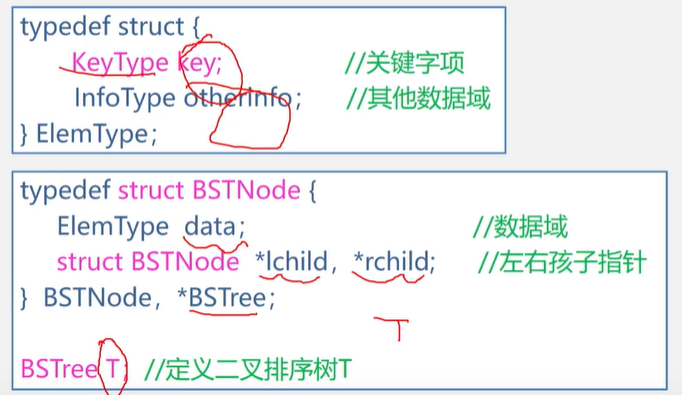 typedef struct {
KeyType key; //关键字项
InfoType otherinfo; //其他数据域
} ElemType;
typedef struct BSTNode {
ElemType data; //数据域
struct BSTNode *lchild, *rchild; //左右孩子指针
} BSTNode, *BSTree;
T
BSTree T; //定义二叉排序树T